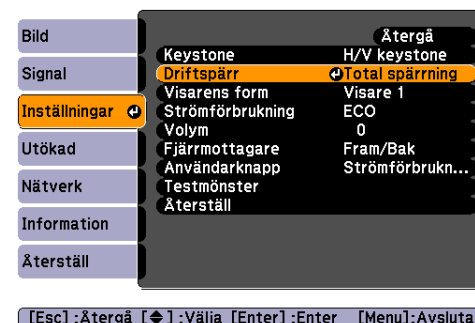 Bild
Signal
Inställningar
Utökad
Nätverk
Information
Återställ
Återgå
Keystone H/V keystone
Driftspärr Total spärrning
Visarens form Visare 1
Strömförbrukning ECO
Volym 0
Fjärrmottagare Fram/Bak
Användarknapp Strömförbrukn...
Testmönster
Återställ
[Esc] :Återgå [◆] :Välja [Enter] :Enter [Menu]:Avsluta